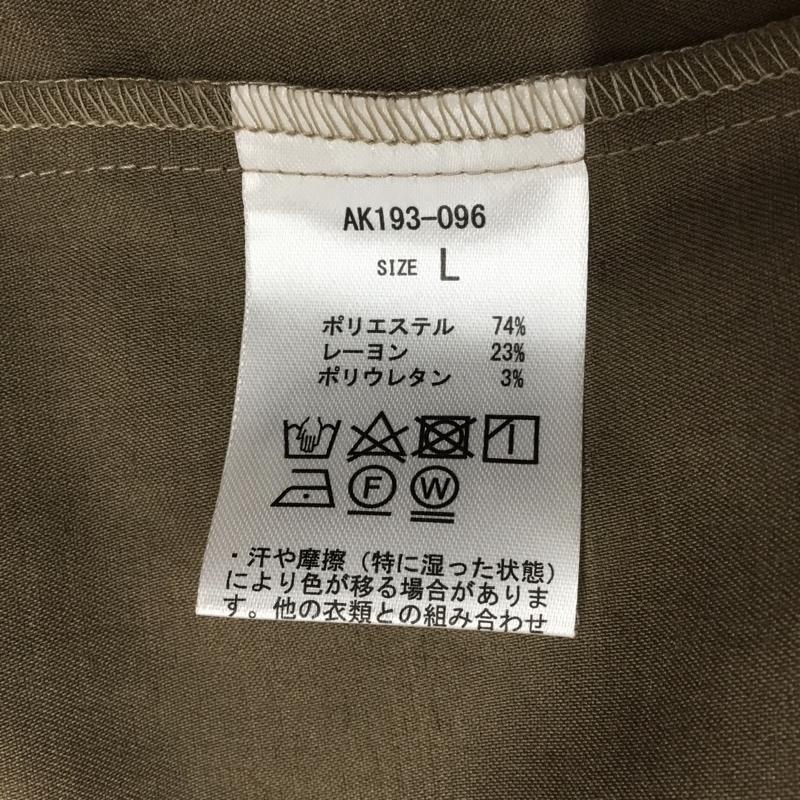 AK193-096
SIZE L
ポリエステル 74%
レーヨン 23%
ポリウレタン 3%
F W
・汗や摩擦（特に湿った状態）
により色が移る場合がありま
す。他の衣類との組み合わせ